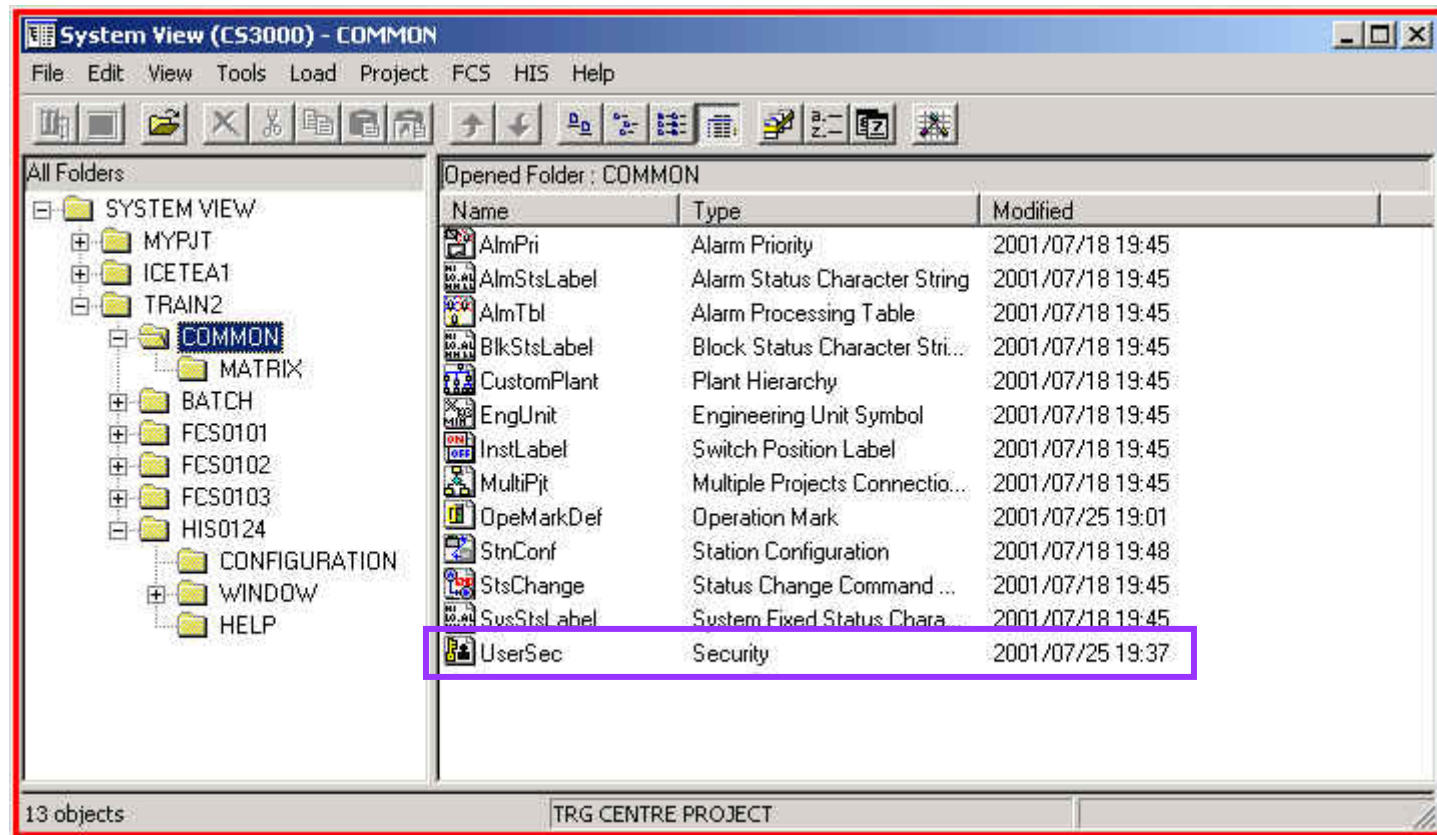 System View (CS3000) - COMMON
File Edit View Tools Load Project FCS HIS Help
All Folders
SYSTEM VIEW
MYPJT
ICETEA1
TRAIN2
COMMON
MATRIX
BATCH
FCS0101
FCS0102
FCS0103
HIS0124
CONFIGURATION
WINDOW
HELP
Opened Folder : COMMON
Name Type Modified
AlmPri Alarm Priority 2001/07/18 19:45
AlmStsLabel Alarm Status Character String 2001/07/18 19:45
AlmTbl Alarm Processing Table 2001/07/18 19:45
BlkStsLabel Block Status Character Stri... 2001/07/18 19:45
CustomPlant Plant Hierarchy 2001/07/18 19:45
EngUnit Engineering Unit Symbol 2001/07/18 19:45
InstLabel Switch Position Label 2001/07/18 19:45
MultiPjt Multiple Projects Connectio... 2001/07/18 19:45
OpeMarkDef Operation Mark 2001/07/25 19:01
StnConf Station Configuration 2001/07/18 19:48
StsChange Status Change Command ... 2001/07/18 19:45
SysStsLabel System Fixed Status Chara... 2001/07/18 19:45
UserSec Security 2001/07/25 19:37
13 objects TRG CENTRE PROJECT